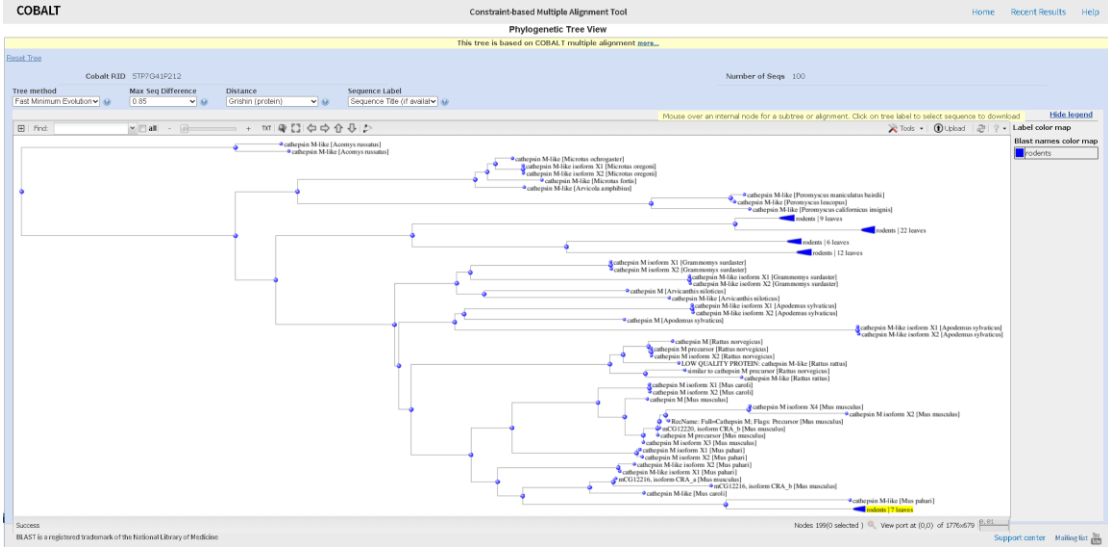 COBALT
Constraint-based Multiple Alignment Tool
Home Recent Results Help
Phylogenetic Tree View
This tree is based on COBALT multiple alignment more...
Reset Tree
Cobalt RID 5TP7G41P212
Number of Seqs 100
Tree method Max Seq Difference Distance Sequence Label
Fast Minimum Evolution 0.85 Grishin (protein) Sequence Title (if availab
Mouse over an internal node for a subtree or alignment. Click on tree label to select sequence to download
Hide legend
Find: all - + TXT Tools Upload ?
Label color map
Blast names color map
rodents
cathepsin M-like [Acomys russatus]
cathepsin M-like [Acomys russatus]
cathepsin M-like [Microtus ochrogaster]
cathepsin M-like isoform X1 [Microtus oregoni]
cathepsin M-like isoform X2 [Microtus oregoni]
cathepsin M-like [Microtus fortis]
cathepsin M-like [Arvicola amphibius]
cathepsin M-like [Peromyscus maniculatus bairdii]
cathepsin M-like [Peromyscus leucopus]
cathepsin M-like [Peromyscus californicus insignis]
rodents | 9 leaves
rodents | 22 leaves
rodents | 6 leaves
rodents | 12 leaves
cathepsin M isoform X1 [Grammomys surdaster]
cathepsin M isoform X2 [Grammomys surdaster]
cathepsin M-like isoform X1 [Grammomys surdaster]
cathepsin M-like isoform X2 [Grammomys surdaster]
cathepsin M [Arvicanthis niloticus]
cathepsin M-like [Arvicanthis niloticus]
cathepsin M-like isoform X1 [Apodemus sylvaticus]
cathepsin M-like isoform X2 [Apodemus sylvaticus]
cathepsin M [Apodemus sylvaticus]
cathepsin M-like isoform X1 [Apodemus sylvaticus]
cathepsin M-like isoform X2 [Apodemus sylvaticus]
cathepsin M [Rattus norvegicus]
cathepsin M precursor [Rattus norvegicus]
cathepsin M isoform X2 [Rattus norvegicus]
LOW QUALITY PROTEIN: cathepsin M-like [Rattus rattus]
similar to cathepsin M precursor [Rattus norvegicus]
cathepsin M-like [Rattus rattus]
cathepsin M isoform X1 [Mus caroli]
cathepsin M isoform X2 [Mus caroli]
cathepsin M [Mus musculus]
cathepsin M isoform X4 [Mus musculus]
cathepsin M isoform X2 [Mus musculus]
RecName: Full=Cathepsin M; Flags: Precursor [Mus musculus]
mCG12220, isoform CRA_b [Mus musculus]
cathepsin M precursor [Mus musculus]
cathepsin M isoform X3 [Mus musculus]
cathepsin M isoform X1 [Mus pahari]
cathepsin M isoform X2 [Mus pahari]
cathepsin M-like isoform X2 [Mus pahari]
cathepsin M-like isoform X1 [Mus pahari]
mCG12216, isoform CRA_a [Mus musculus]
mCG12216, isoform CRA_b [Mus musculus]
cathepsin M-like [Mus caroli]
cathepsin M-like [Mus pahari]
rodents | 7 leaves
Success
Nodes 199(0 selected) View port at (0,0) of 1776x679 0.01
BLAST is a registered trademark of the National Library of Medicine
Support center Mailing list